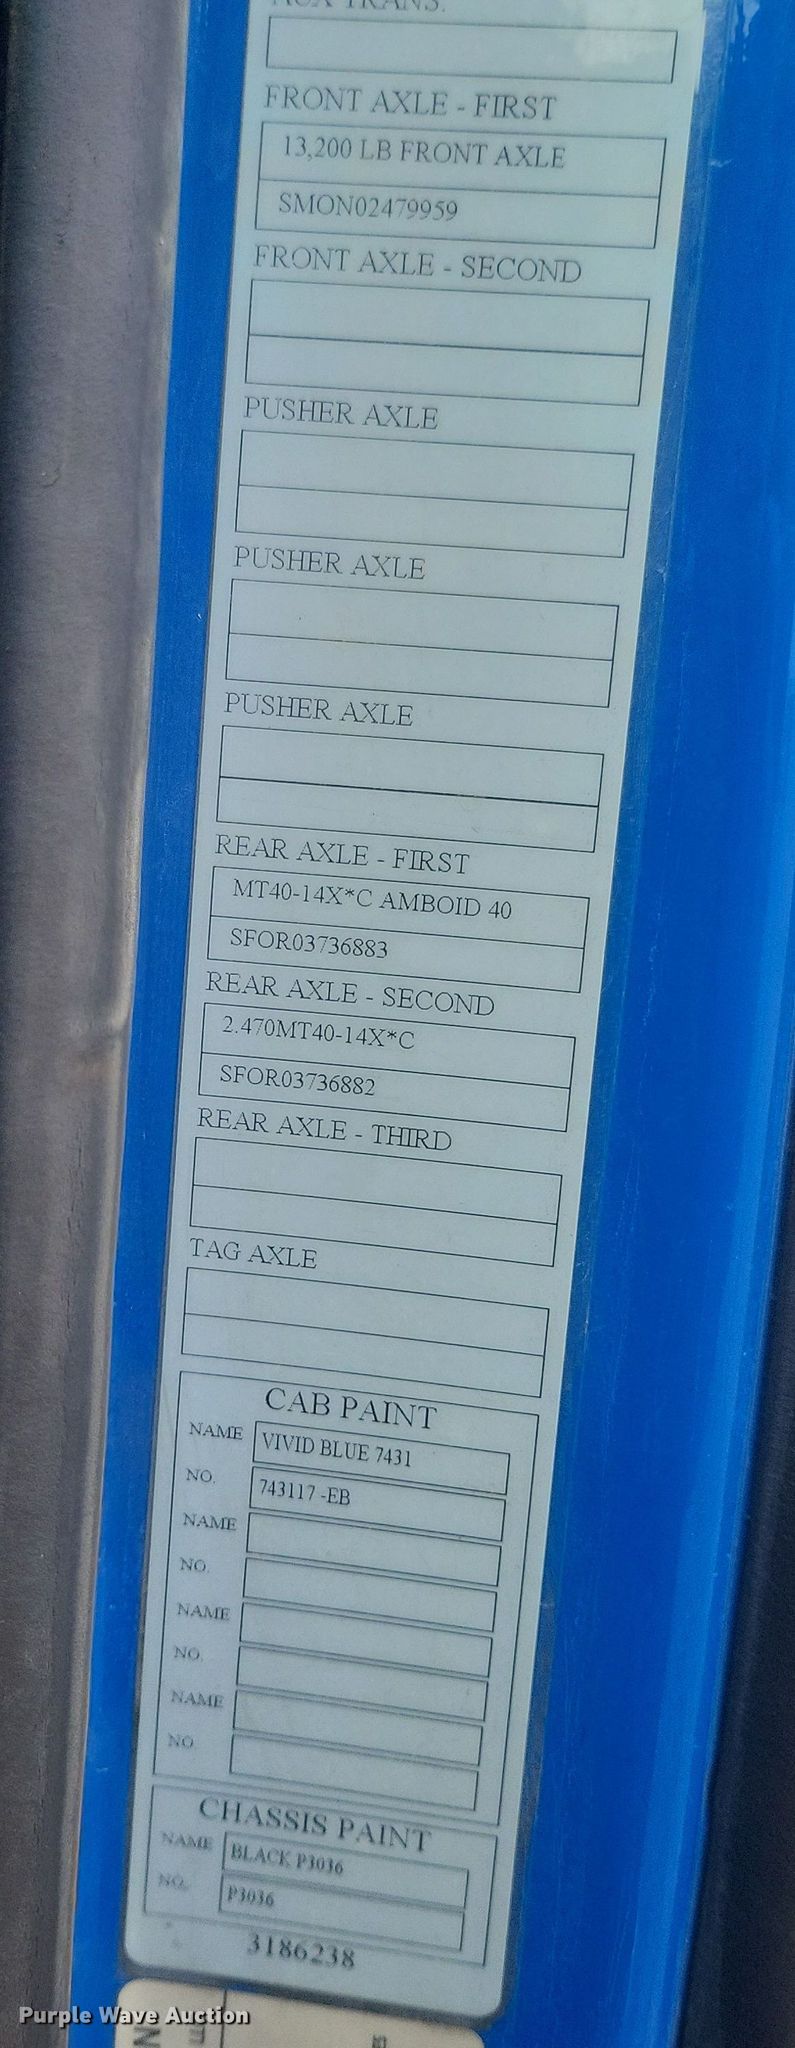 AUX TRANS.
FRONT AXLE - FIRST
13,200 LB FRONT AXLE
SMON02479959
FRONT AXLE - SECOND
PUSHER AXLE
PUSHER AXLE
PUSHER AXLE
REAR AXLE - FIRST
MT40-14X*C AMBOID 40
SFOR03736883
REAR AXLE - SECOND
2.470MT40-14X*C
SFOR03736882
REAR AXLE - THIRD
TAG AXLE
CAB PAINT
NAME VIVID BLUE 7431
NO. 743117 -EB
NAME
NO.
NAME
NO.
NAME
NO
CHASSIS PAINT
NAME BLACK P3036
NO. P3036
3186238
Purple Wave Auction